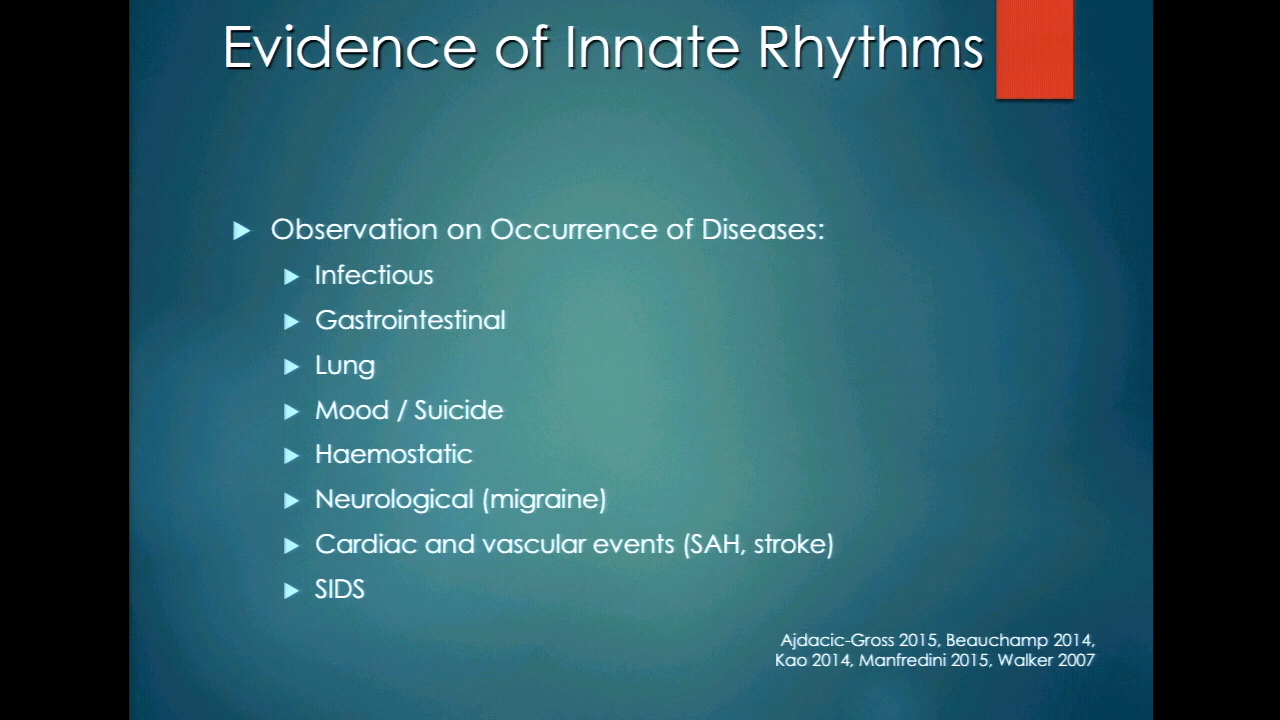 Evidence of Innate Rhythms
Observation on Occurrence of Diseases:
Infectious
Gastrointestinal
Lung
Mood / Suicide
Haemostatic
Neurological (migraine)
Cardiac and vascular events (SAH, stroke)
SIDS
Ajdacic-Gross 2015, Beauchamp 2014,
Kao 2014, Manfredini 2015, Walker 2007